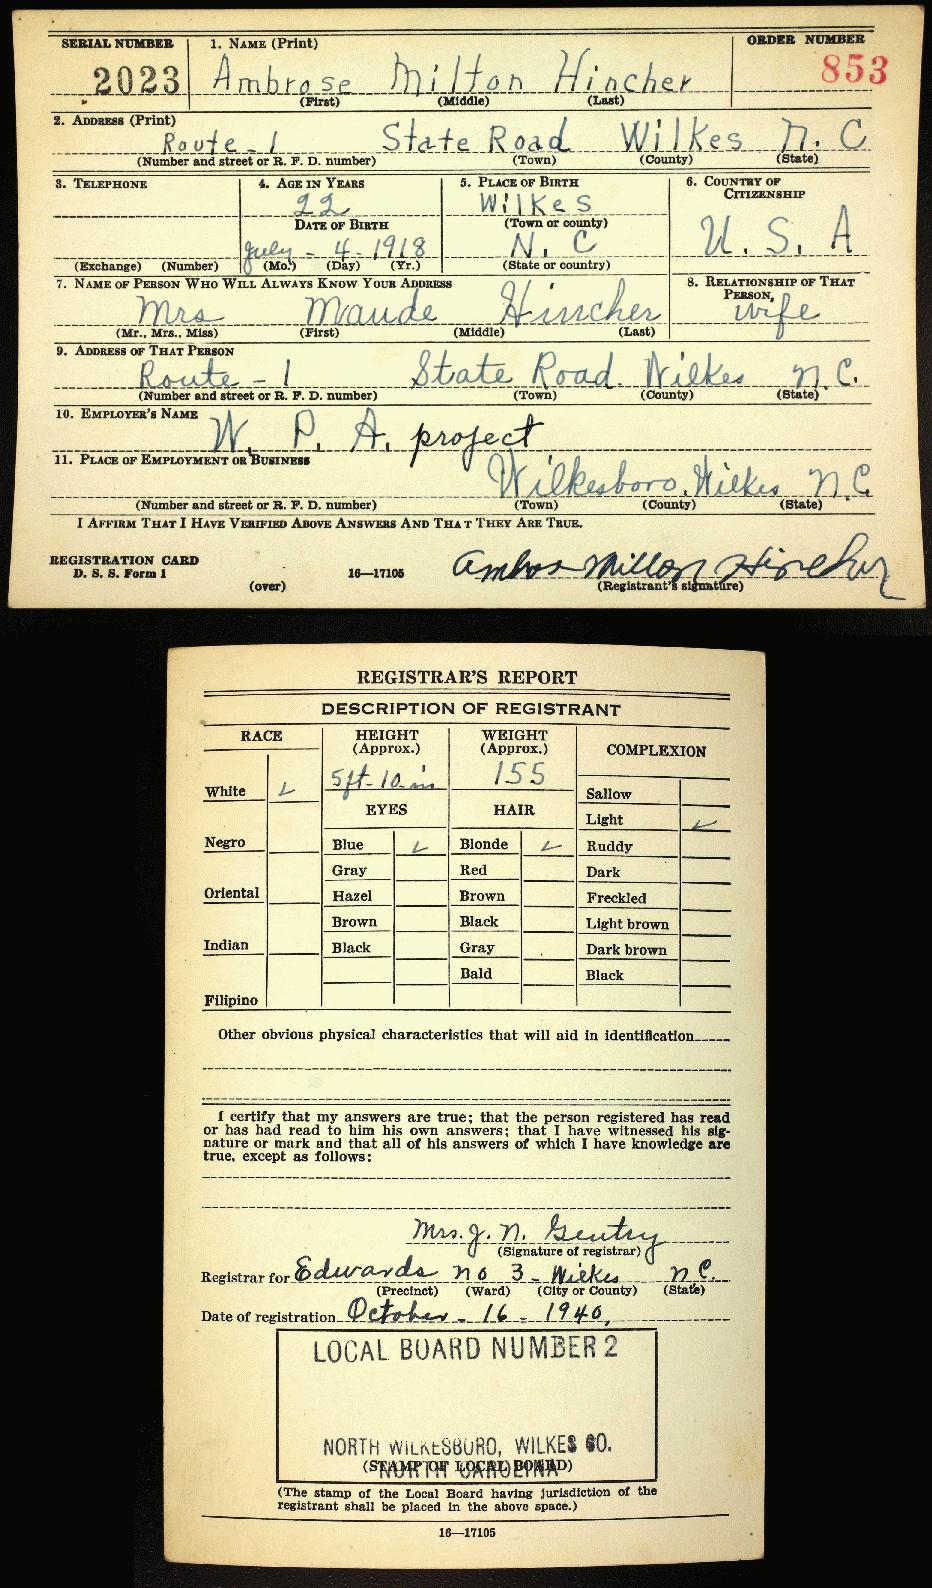 SERIAL NUMBER 1. NAME (Print) ORDER NUMBER
2023 Ambrose Milton Hincher 853
(First) (Middle) (Last)
2. ADDRESS (Print)
Route - 1 State Road Wilkes N. C
(Number and street or R. F. D. number) (Town) (County) (State)
3. TELEPHONE 4. AGE IN YEARS 5. PLACE OF BIRTH 6. COUNTRY OF CITIZENSHIP
22 Wilkes
DATE OF BIRTH (Town or county) U. S. A
July - 4 - 1918 N. C
(Exchange) (Number) (Mo.) (Day) (Yr.) (State or country)
7. NAME OF PERSON WHO WILL ALWAYS KNOW YOUR ADDRESS 8. RELATIONSHIP OF THAT PERSON
Mrs Maude Hincher wife
(Mr., Mrs., Miss) (First) (Middle) (Last)
9. ADDRESS OF THAT PERSON
Route - 1 State Road. Wilkes N. C.
(Number and street or R. F. D. number) (Town) (County) (State)
10. EMPLOYER'S NAME
W. P. A. project
11. PLACE OF EMPLOYMENT OR BUSINESS
Wilkesboro, Wilkes N. C.
(Number and street or R. F. D. number) (Town) (County) (State)
I AFFIRM THAT I HAVE VERIFIED ABOVE ANSWERS AND THAT THEY ARE TRUE.
REGISTRATION CARD
D. S. S. Form 1 16—17105 Ambros Milton Hincher
(over) (Registrant's signature)
REGISTRAR'S REPORT
DESCRIPTION OF REGISTRANT
RACE HEIGHT (Approx.) WEIGHT (Approx.) COMPLEXION
5 ft - 10 in 155
White ✓ EYES HAIR Sallow
Light ✓
Negro Blue ✓ Blonde ✓ Ruddy
Gray Red Dark
Oriental Hazel Brown Freckled
Brown Black Light brown
Indian Black Gray Dark brown
Bald Black
Filipino
Other obvious physical characteristics that will aid in identification
I certify that my answers are true; that the person registered has read
or has had read to him his own answers; that I have witnessed his sig-
nature or mark and that all of his answers of which I have knowledge are
true, except as follows:
Mrs. J. N. Gentry
(Signature of registrar)
Registrar for Edwards no 3 - Wilkes N C.
(Precinct) (Ward) (City or County) (State)
Date of registration October - 16 - 1940,
LOCAL BOARD NUMBER 2
NORTH WILKESBORO, WILKES CO.
(STAMP OF LOCAL BOARD)
NORTH CAROLINA
(The stamp of the Local Board having jurisdiction of the
registrant shall be placed in the above space.)
16—17105